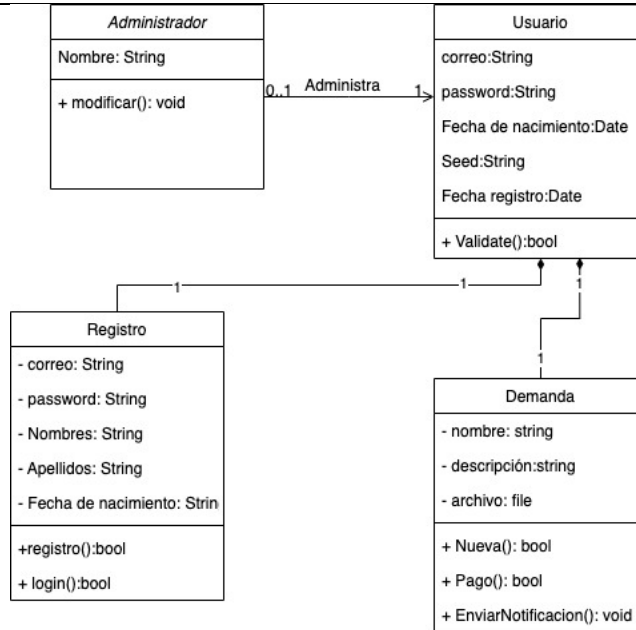 Administrador
Nombre: String
+ modificar(): void
0..1 Administra 1
Usuario
correo:String
password:String
Fecha de nacimiento:Date
Seed:String
Fecha registro:Date
+ Validate():bool
1
1
1
1
Registro
- correo: String
- password: String
- Nombres: String
- Apellidos: String
- Fecha de nacimiento: Strin
+registro():bool
+ login():bool
Demanda
- nombre: string
- descripción:string
- archivo: file
+ Nueva(): bool
+ Pago(): bool
+ EnviarNotificacion(): void